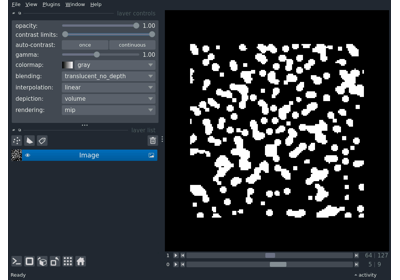 File View Plugins Window Help
layer controls
opacity: 1.00
contrast limits:
auto-contrast: once continuous
gamma: 1.00
colormap: gray
blending: translucent_no_depth
interpolation: linear
depiction: volume
rendering: mip
layer list
Image
1 64 127
0 5 9
Ready activity